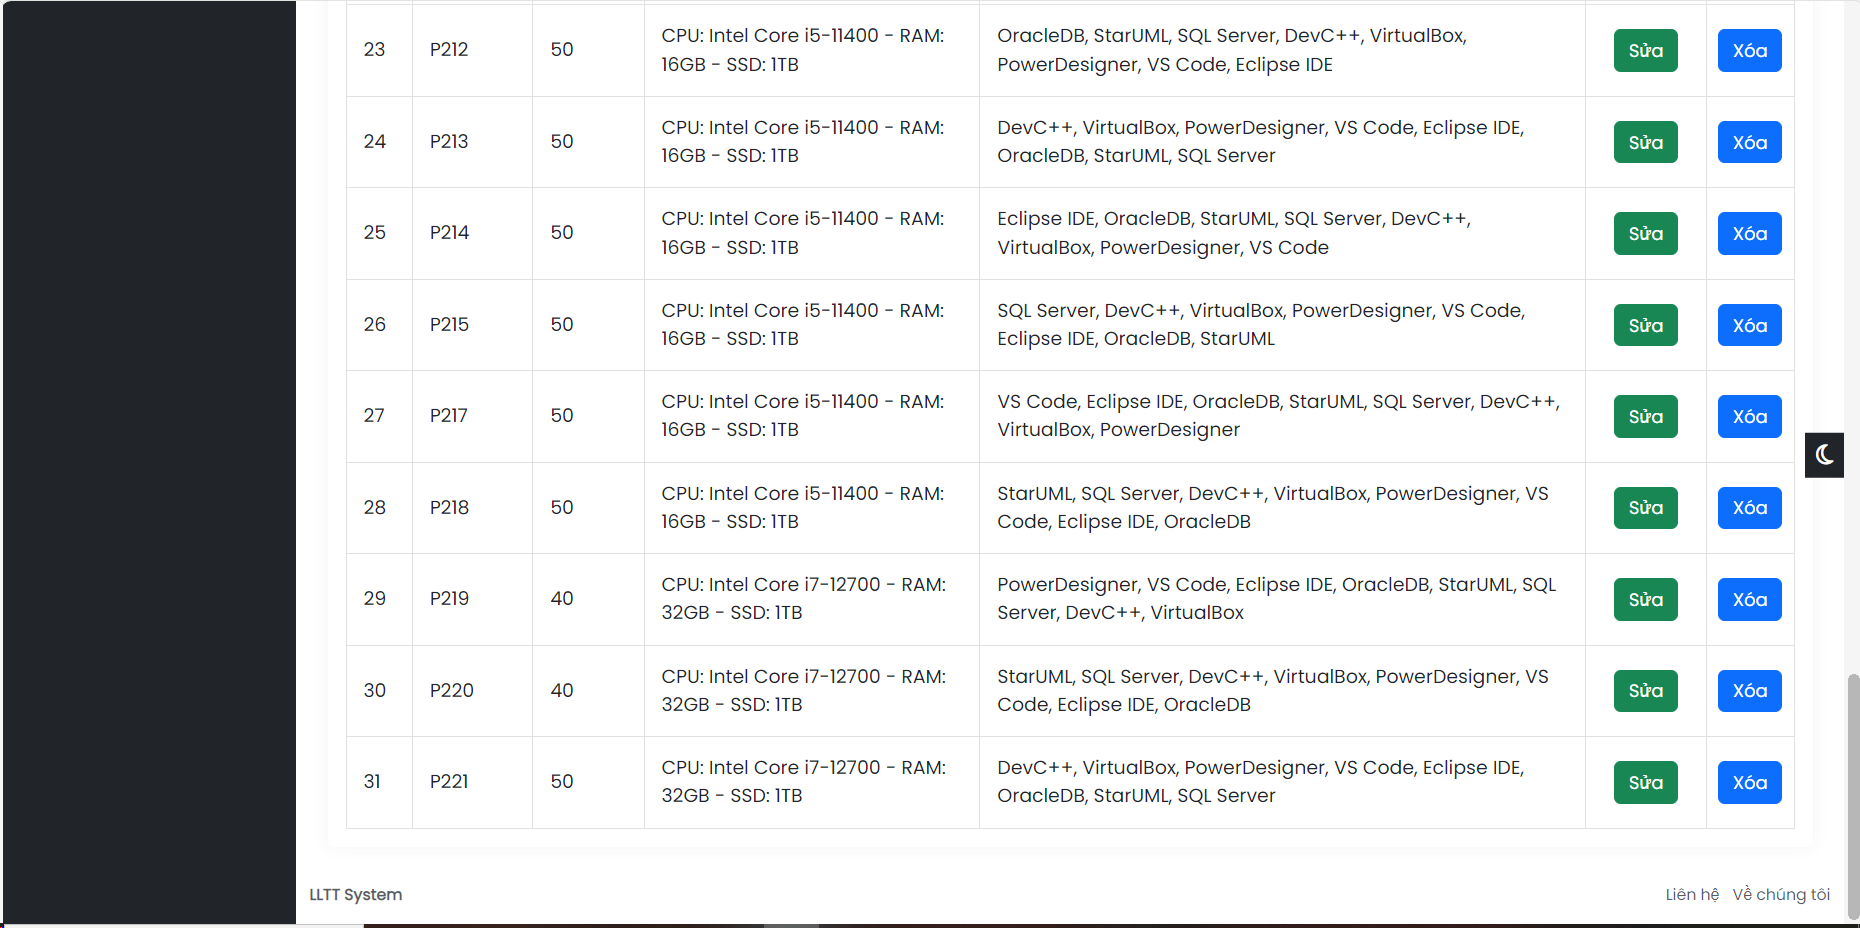 23 P212 50 CPU: Intel Core i5-11400 - RAM: OracleDB, StarUML, SQL Server, DevC++, VirtualBox, Sửa Xóa
16GB - SSD: 1TB PowerDesigner, VS Code, Eclipse IDE
24 P213 50 CPU: Intel Core i5-11400 - RAM: DevC++, VirtualBox, PowerDesigner, VS Code, Eclipse IDE, Sửa Xóa
16GB - SSD: 1TB OracleDB, StarUML, SQL Server
25 P214 50 CPU: Intel Core i5-11400 - RAM: Eclipse IDE, OracleDB, StarUML, SQL Server, DevC++, Sửa Xóa
16GB - SSD: 1TB VirtualBox, PowerDesigner, VS Code
26 P215 50 CPU: Intel Core i5-11400 - RAM: SQL Server, DevC++, VirtualBox, PowerDesigner, VS Code, Sửa Xóa
16GB - SSD: 1TB Eclipse IDE, OracleDB, StarUML
27 P217 50 CPU: Intel Core i5-11400 - RAM: VS Code, Eclipse IDE, OracleDB, StarUML, SQL Server, DevC++, Sửa Xóa
16GB - SSD: 1TB VirtualBox, PowerDesigner
28 P218 50 CPU: Intel Core i5-11400 - RAM: StarUML, SQL Server, DevC++, VirtualBox, PowerDesigner, VS Sửa Xóa
16GB - SSD: 1TB Code, Eclipse IDE, OracleDB
29 P219 40 CPU: Intel Core i7-12700 - RAM: PowerDesigner, VS Code, Eclipse IDE, OracleDB, StarUML, SQL Sửa Xóa
32GB - SSD: 1TB Server, DevC++, VirtualBox
30 P220 40 CPU: Intel Core i7-12700 - RAM: StarUML, SQL Server, DevC++, VirtualBox, PowerDesigner, VS Sửa Xóa
32GB - SSD: 1TB Code, Eclipse IDE, OracleDB
31 P221 50 CPU: Intel Core i7-12700 - RAM: DevC++, VirtualBox, PowerDesigner, VS Code, Eclipse IDE, Sửa Xóa
32GB - SSD: 1TB OracleDB, StarUML, SQL Server
LLTT System Liên hệ Về chúng tôi